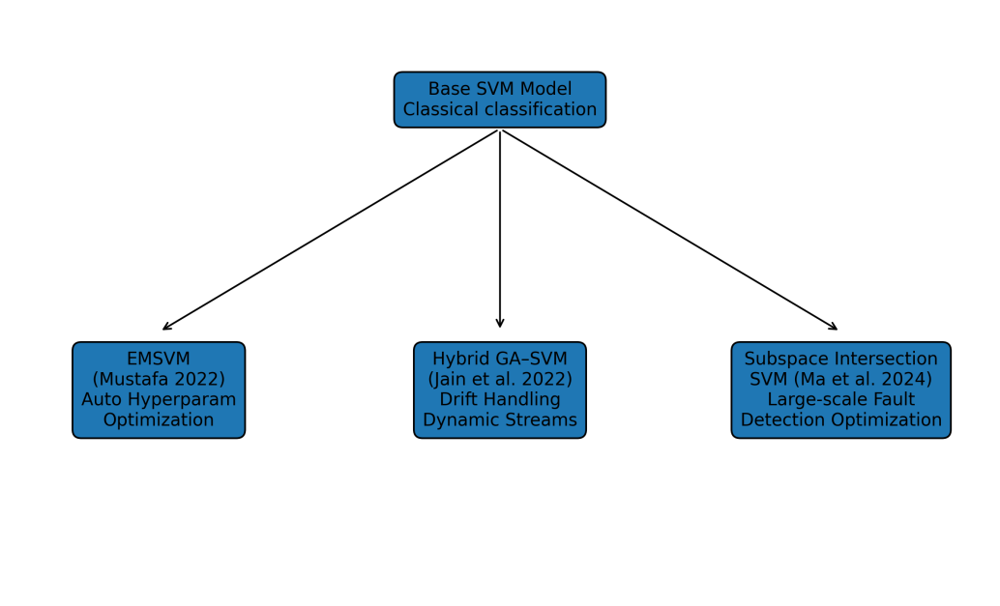 Base SVM Model
Classical classification
EMSVM
(Mustafa 2022)
Auto Hyperparam
Optimization
Hybrid GA–SVM
(Jain et al. 2022)
Drift Handling
Dynamic Streams
Subspace Intersection
SVM (Ma et al. 2024)
Large-scale Fault
Detection Optimization